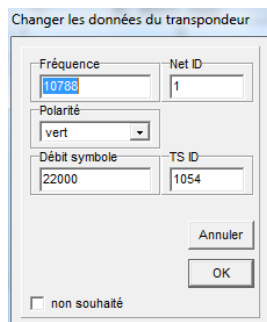 Changer les données du transpondeur
Fréquence
10788
Net ID
1
Polarité
vert
Débit symbole
22000
TS ID
1054
Annuler
OK
non souhaité